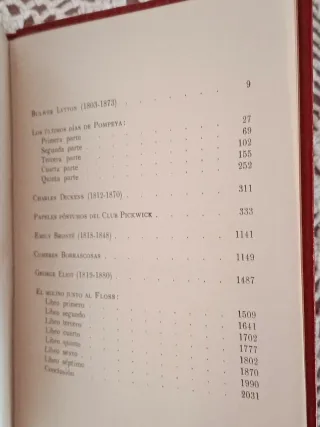 Bulwer Lytton (1803-1873) . . . . . 9
Los últimos días de Pompeya:
Primera parte . . . . . 27
Segunda parte . . . . . 69
Tercera parte . . . . . 102
Cuarta parte . . . . . 155
Quinta parte . . . . . 252
Charles Dickens (1812-1870) . . . . . 311
Papeles póstumos del Club Pickwick . . . . . 333
Emily Brontë (1818-1848) . . . . . 1141
Cumbres Borrascosas . . . . . 1149
George Eliot (1819-1880) . . . . . 1487
El molino junto al Floss:
Libro primero . . . . . 1509
Libro segundo . . . . . 1641
Libro tercero . . . . . 1702
Libro cuarto . . . . . 1777
Libro quinto . . . . . 1802
Libro sexto . . . . . 1870
Libro séptimo . . . . . 1990
Conclusión . . . . . 2031